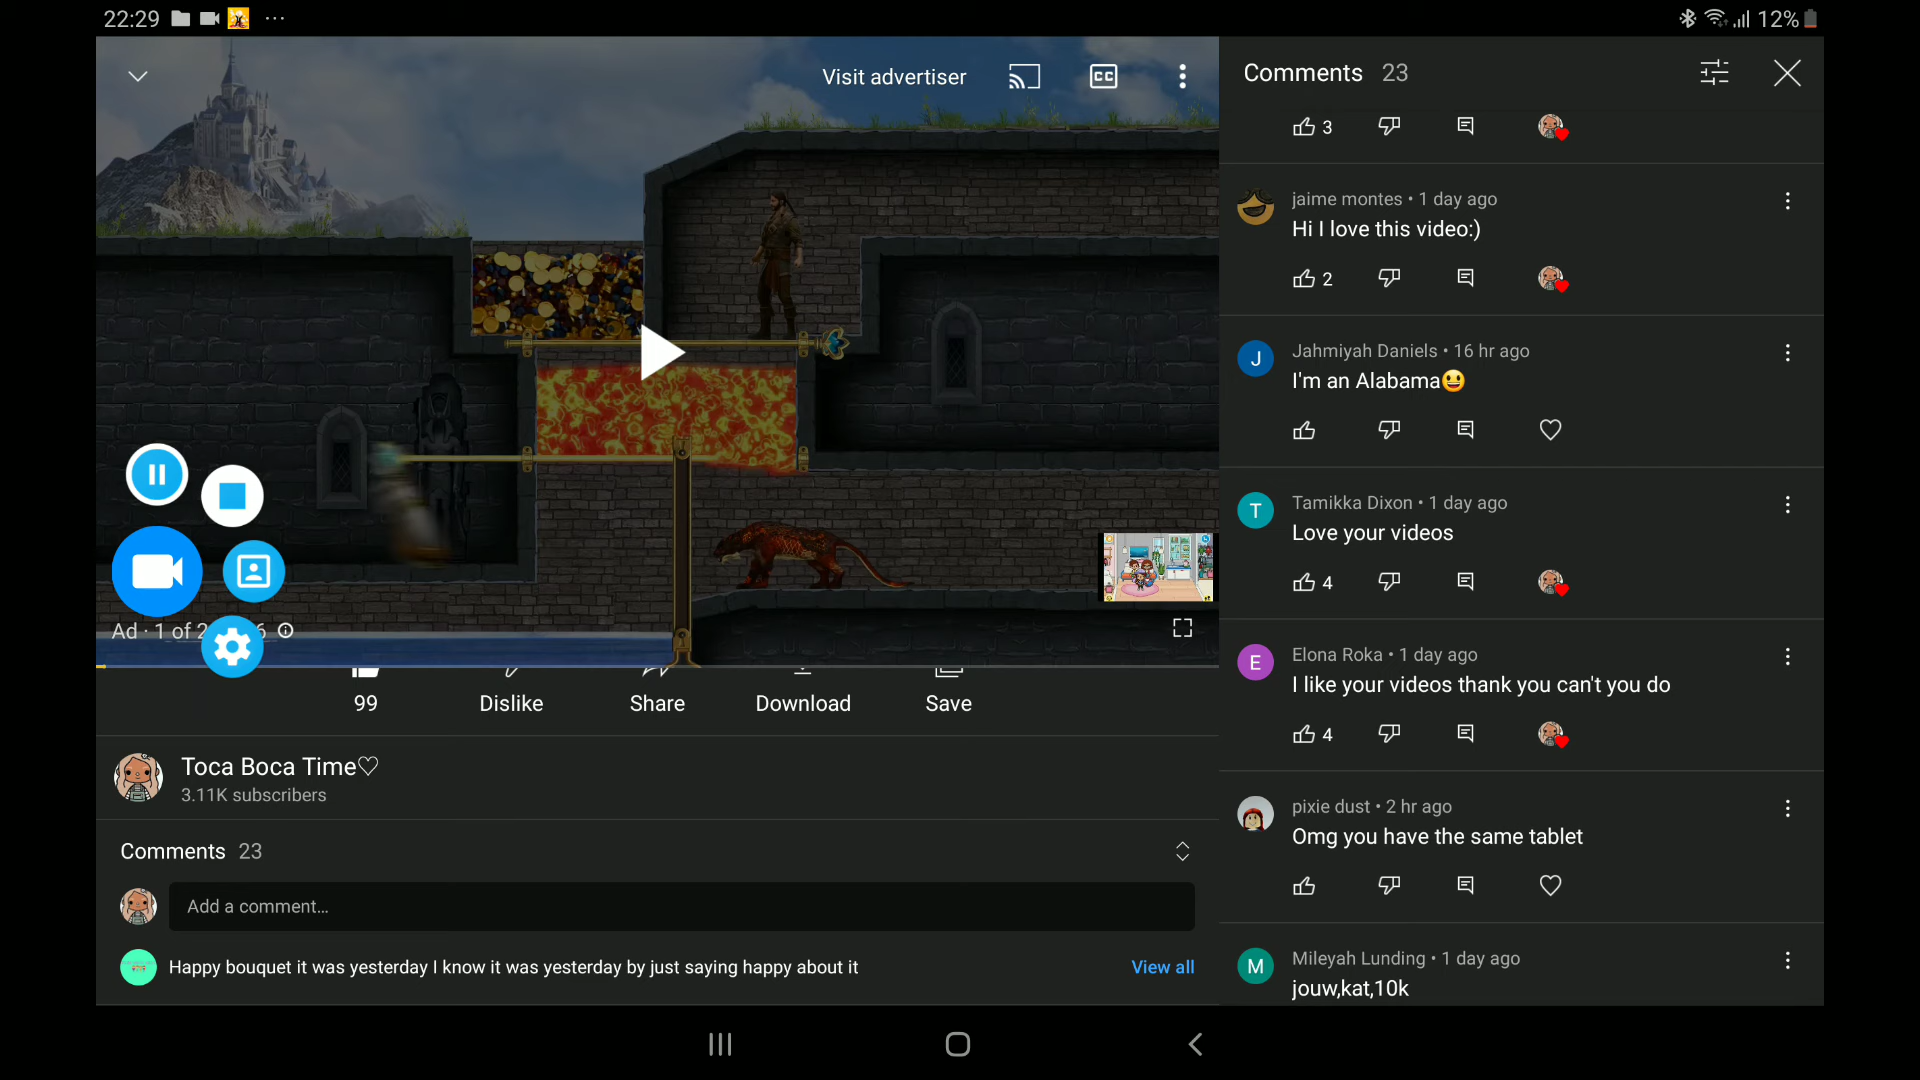 22:29
12%
Visit advertiser
CC
Ad · 1 of 2
6
99
Dislike
Share
Download
Save
Toca Boca Time♡
3.11K subscribers
Comments 23
Add a comment...
Happy bouquet it was yesterday I know it was yesterday by just saying happy about it
View all
Comments 23
3
jaime montes • 1 day ago
Hi I love this video:)
2
J
Jahmiyah Daniels • 16 hr ago
I'm an Alabama😃
T
Tamikka Dixon • 1 day ago
Love your videos
4
E
Elona Roka • 1 day ago
I like your videos thank you can't you do
4
pixie dust • 2 hr ago
Omg you have the same tablet
M
Mileyah Lunding • 1 day ago
jouw,kat,10k